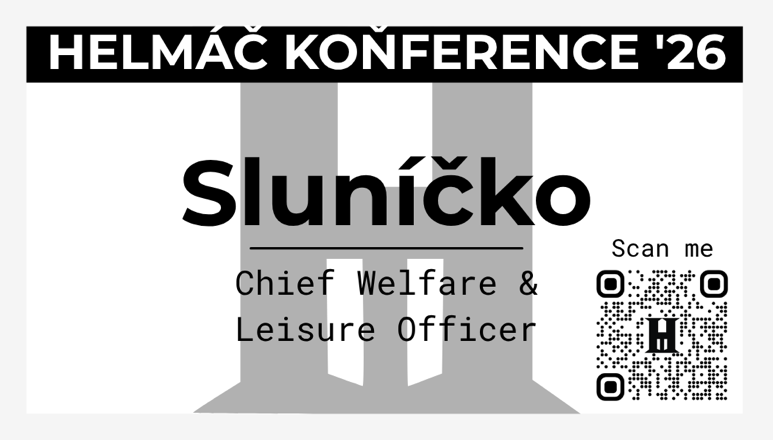 HELMÁČ KOŇFERENCE '26
Sluníčko
Chief Welfare &
Leisure Officer
Scan me
H